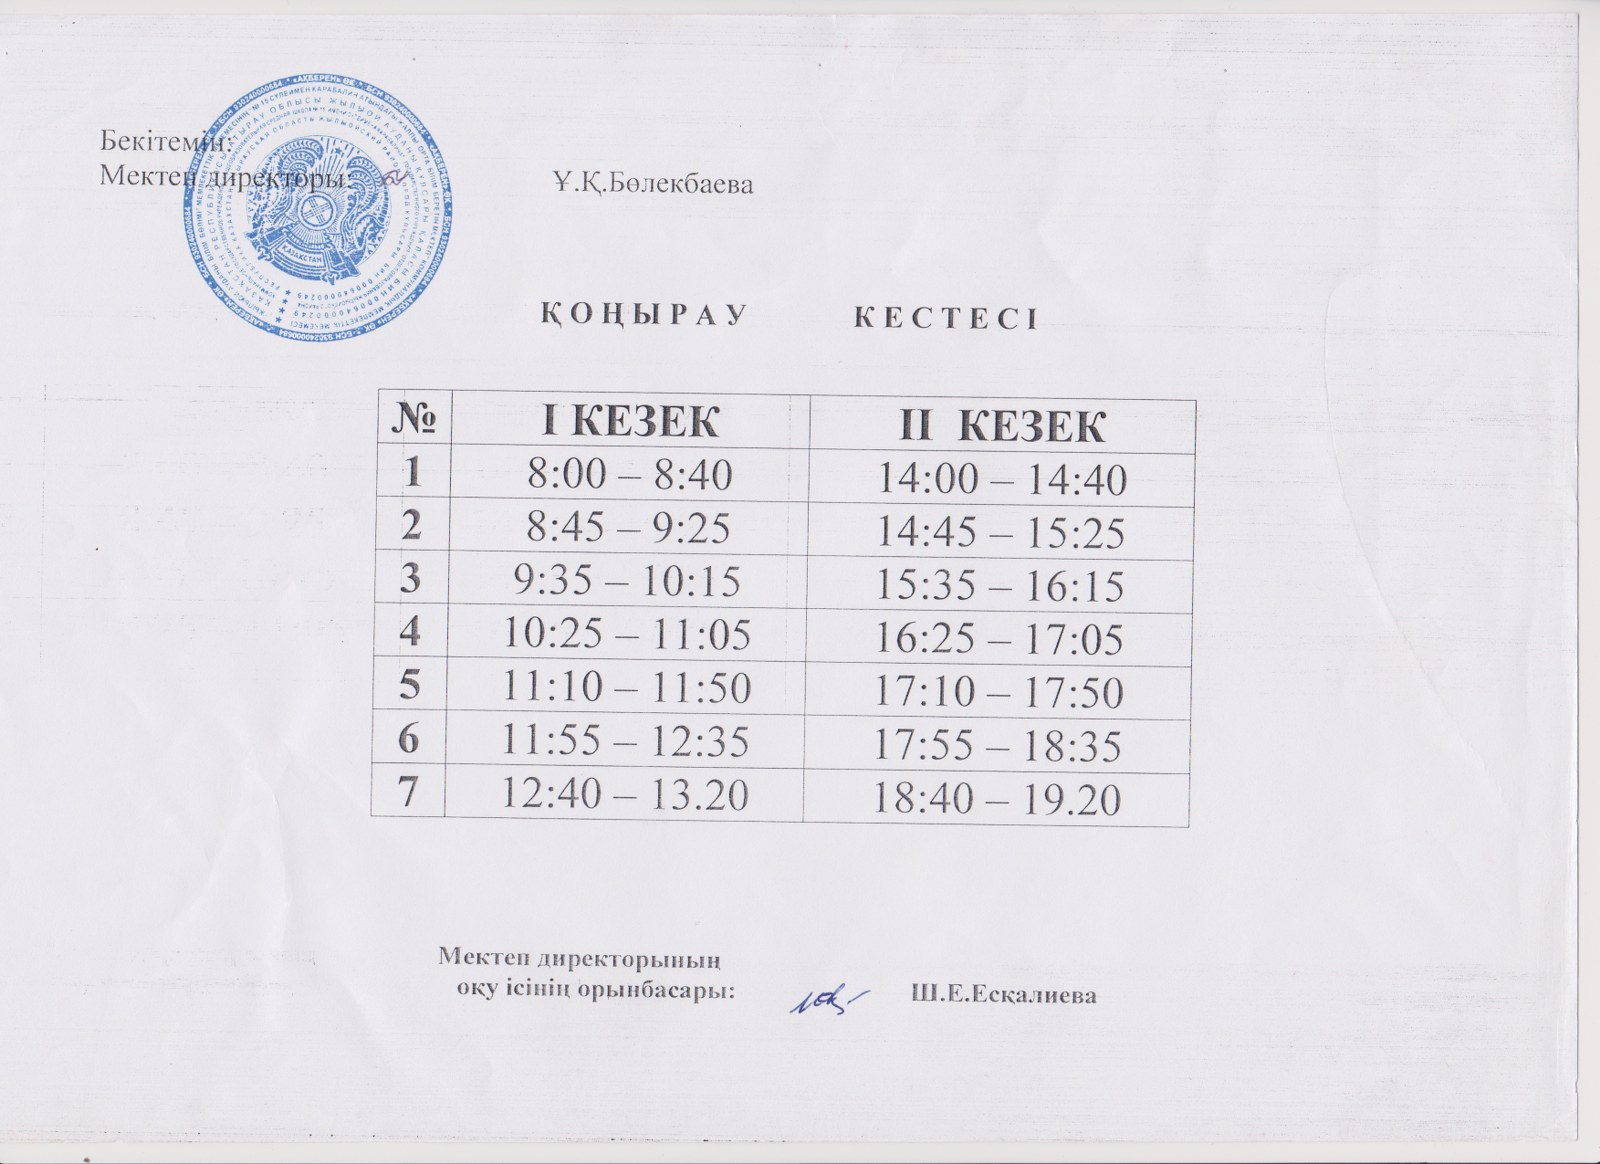 Бекітемін:
Мектеп директоры: Ұ.Қ.Бөлекбаева
ҚОҢЫРАУ КЕСТЕСІ
№ I КЕЗЕК II КЕЗЕК
1 8:00 – 8:40 14:00 – 14:40
2 8:45 – 9:25 14:45 – 15:25
3 9:35 – 10:15 15:35 – 16:15
4 10:25 – 11:05 16:25 – 17:05
5 11:10 – 11:50 17:10 – 17:50
6 11:55 – 12:35 17:55 – 18:35
7 12:40 – 13.20 18:40 – 19.20
Мектеп директорының
оқу ісінің орынбасары: Ш.Е.Есқалиева
ҚАЗАҚСТАН